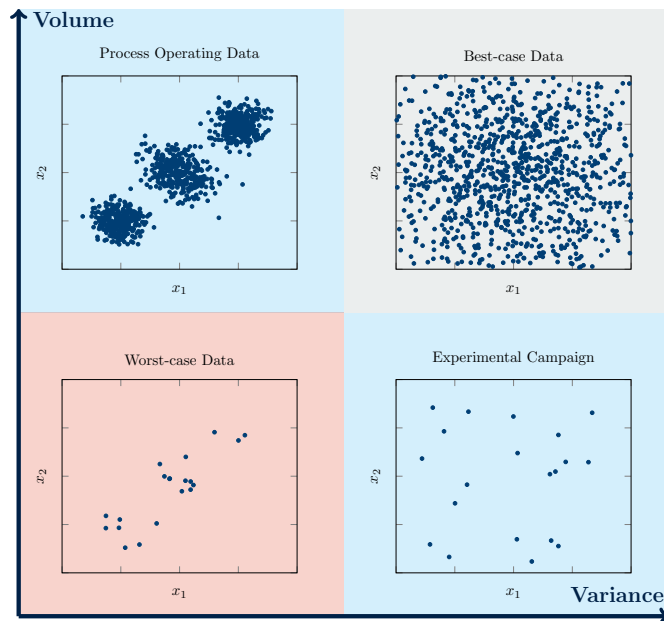 Volume
Process Operating Data
x2
x1
Best-case Data
x2
x1
Worst-case Data
x2
x1
Experimental Campaign
x2
x1
Variance